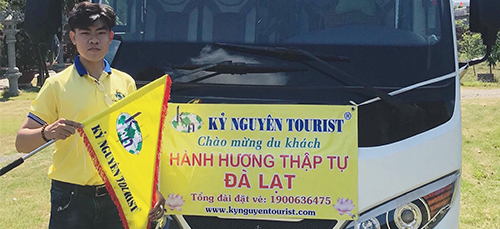 KỶ NGUYÊN TOURIST
KỶ NGUYÊN TOURIST®
Chào mừng du khách
HÀNH HƯƠNG THẬP TỰ
ĐÀ LẠT
Tổng đài đặt vé: 1900636475
www.kynguyentourist.com